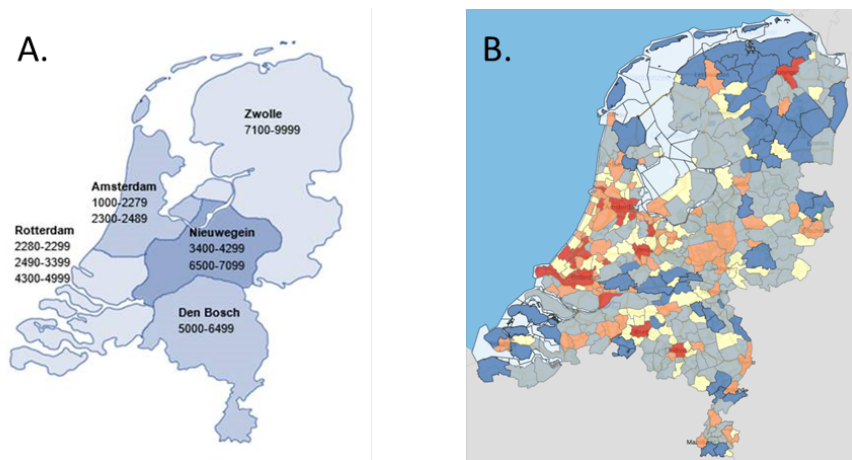 A.
Zwolle
7100-9999
Amsterdam
1000-2279
2300-2489
Rotterdam
2280-2299
2490-3399
4300-4999
Nieuwegein
3400-4299
6500-7099
Den Bosch
5000-6499
B.